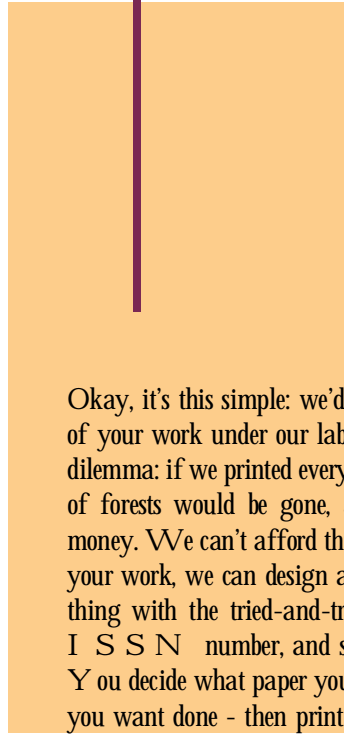 Okay, it's this simple: we'd
of your work under our lab
dilemma: if we printed every
of forests would be gone,
money. We can't afford th
your work, we can design a
thing with the tried-and-tr
I S S N number, and s
Y ou decide what paper you
you want done - then print